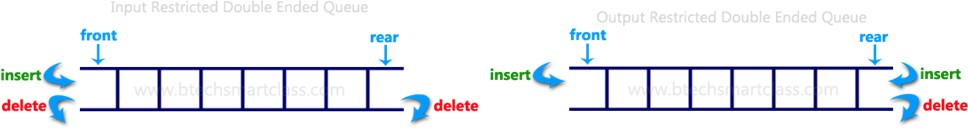 Input Restricted Double Ended Queue
front
rear
insert
www.btechsmartclass.com
delete
delete
Output Restricted Double Ended Queue
front
rear
insert
insert
www.btechsmartclass.com
delete